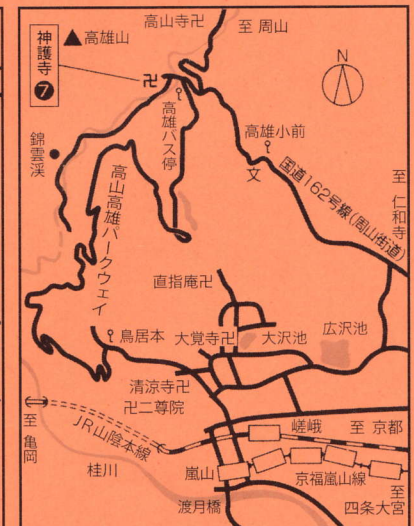 高山寺卍
至 周山
神護寺
7
▲高雄山
卍
N
高雄バス停
高雄小前
文
錦雲渓
国道162号線(周山街道)
至 仁和寺
高山高雄パークウェイ
直指庵卍
鳥居本
大覚寺卍
大沢池
広沢池
清涼寺卍
卍二尊院
嵯峨
至 京都
至 亀岡
JR山陰本線
桂川
嵐山
京福嵐山線
渡月橋
至 四条大宮